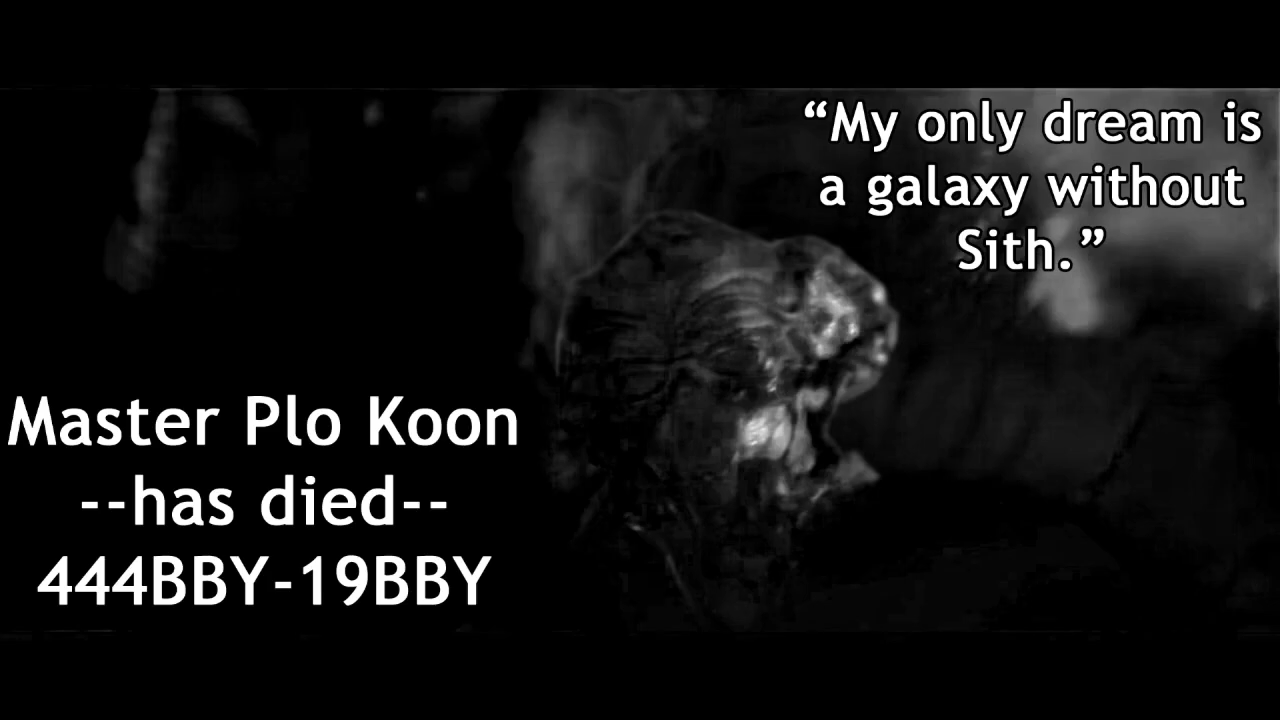 “My only dream is
a galaxy without
Sith.”
Master Plo Koon
--has died--
444BBY-19BBY